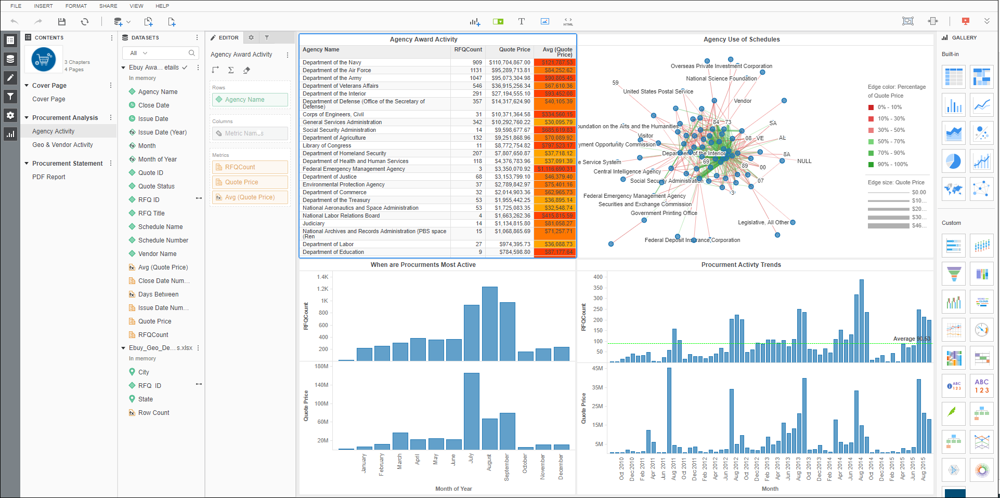 FILE INSERT FORMAT SHARE VIEW HELP
HTML
CONTENTS
3 Chapters
4 Pages
Cover Page
Cover Page
Procurement Analysis
Agency Activity
Geo & Vendor Activity
Procurement Statement
PDF Report
DATASETS
All
Ebuy Awa... etails
In memory
Agency Name
Close Date
Issue Date
Issue Date (Year)
Month
Month of Year
Quote ID
Quote Status
RFQ ID
RFQ Title
Schedule Name
Schedule Number
Vendor Name
Avg (Quote Price)
Close Date Num...
Days Between
Issue Date Num...
Quote Price
RFQCount
Ebuy_Geo_De... s.xlsx
In memory
City
RFQ_ID
State
Row Count
EDITOR
Agency Award Activity
Rows
Agency Name
Columns
Metric Nam...s
Metrics
RFQCount
Quote Price
Avg (Quote Price)
Agency Award Activity
Agency Name RFQCount Quote Price Avg (Quote
Price)
Department of the Navy 909 $110,704,867.00 $121,787.53
Department of the Air Force 1131 $95,289,713.81 $84,252.62
Department of the Army 1047 $95,073,304.98 $90,805.45
Department of Veterans Affairs 546 $36,915,256.34 $67,610.36
Department of the Interior 291 $27,194,555.10 $93,452.08
Department of Defense (Office of the Secretary of 357 $14,317,624.90 $40,105.39
Defense)
Corps of Engineers, Civil 31 $10,371,364.58 $334,560.15
General Services Administration 342 $10,292,760.22 $30,095.79
Social Security Administration 14 $9,598,677.67 $685,619.83
Department of Agriculture 132 $9,251,868.96 $70,089.92
Library of Congress 11 $8,772,754.82 $797,523.17
Department of Homeland Security 207 $7,807,650.87 $37,718.12
Department of Health and Human Services 118 $4,376,783.96 $37,091.39
Federal Emergency Management Agency 3 $3,350,070.92 $1,116,690.31
Department of Justice 68 $3,153,799.10 $46,379.40
Environmental Protection Agency 37 $2,789,842.97 $75,401.16
Department of Commerce 32 $2,014,903.36 $62,965.73
Department of the Treasury 53 $1,955,442.25 $36,895.14
National Aeronautics and Space Administration 53 $1,725,083.35 $32,548.74
National Labor Relations Board 4 $1,663,262.36 $415,815.59
Judiciary 14 $1,134,815.80 $81,058.27
National Archives and Records Administration {PBS space 15 $1,068,865.69 $71,257.71
(Ren
Department of Labor 27 $974,395.73 $36,088.73
Department of Education 9 $784,598.80 $87,177.64
Agency Use of Schedules
Overseas Private Investment Corporation
National Science Foundation
59
United States Postal Service
Vendor
84 73
SA
oundation on the Arts and the Humanities
Visitor
08 VE AL
yment Opportunity Commission
Department of the Interior
8A
e Service System
69
89 00
NULL
Central Intelligence Agency
Social Security Administration
07
3
Federal Emergency Management Agency
Securities and Exchange Commission
Government Printing Office
Legislative, All Other
Federal Deposit Insurance Corporation
Edge color: Percentage
of Quote Price
0% - 10%
10% - 30%
30% - 50%
50% - 70%
70% - 90%
90% - 100%
Edge size: Quote Price
$0.00
$10...
$20...
$30...
$46...
When are Procurments Most Active
RFQCount
1.4K
1.2K
1K
800
600
400
200
Quote Price
180M
140M
100M
60M
20M
January February March April May June July August September October November December
Month of Year
Procurment Activty Trends
RFQCount
400
350
300
250
200
150
100
50
Average 90.53
Quote Price
45M
35M
25M
15M
5M
Oct 2010 Dec 2010 Feb 2011 Apr 2011 Jun 2011 Aug 2011 Oct 2011 Dec 2011 Feb 2012 Apr 2012 Jun 2012 Aug 2012 Oct 2012 Dec 2012 Feb 2013 Apr 2013 Jun 2013 Aug 2013 Oct 2013 Dec 2013 Feb 2014 Apr 2014 Jun 2014 Aug 2014 Oct 2014 Dec 2014 Feb 2015 Apr 2015 Jun 2015 Aug 2015
Month
GALLERY
Built-in
Custom
WORD
CLOUD
ABC
123
ABC
123